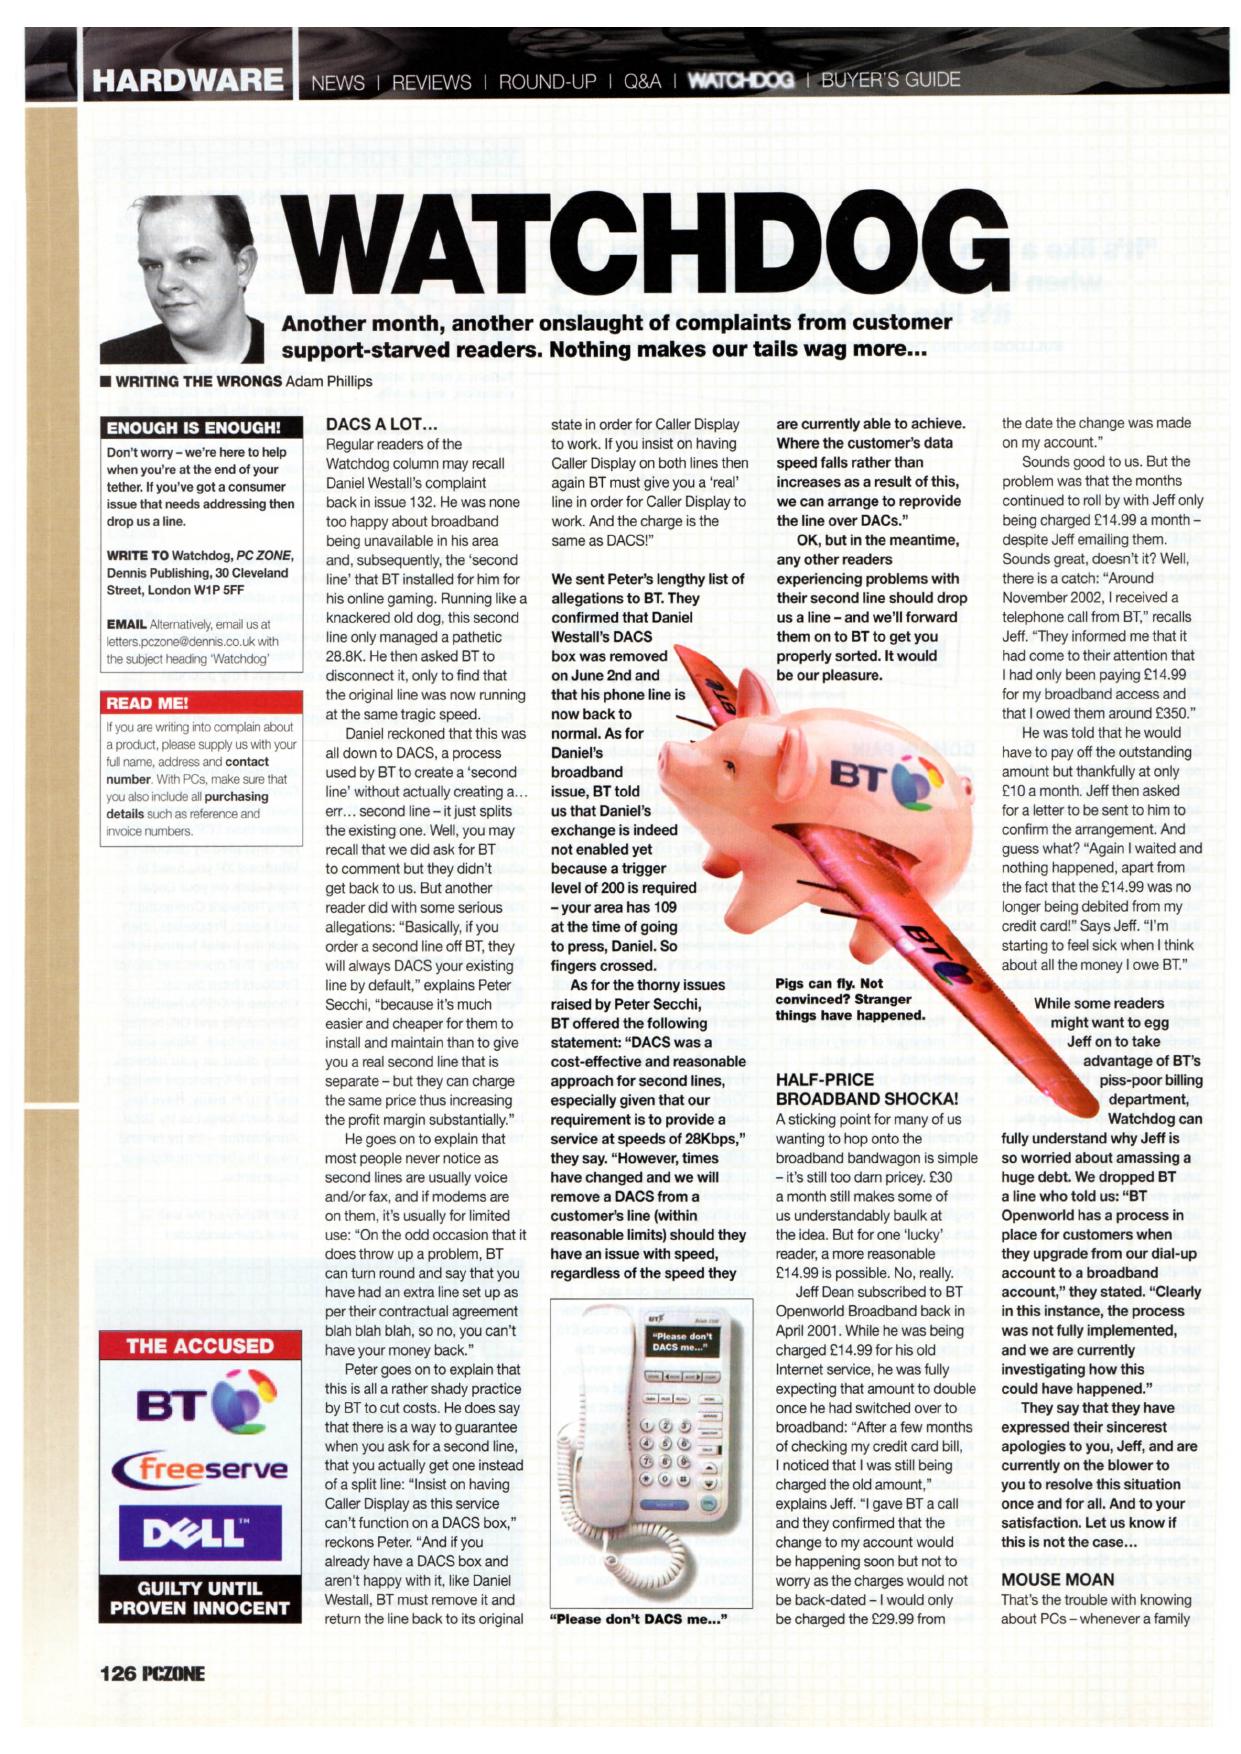 HARDWARE
NEWS | REVIEWS | ROUND-UP | Q&A | WATCHDOG | BUYER'S GUIDE
WATCHDOG
Another month, another onslaught of complaints from customer
support-starved readers. Nothing makes our tails wag more...
■ WRITING THE WRONGS Adam Phillips
ENOUGH IS ENOUGH!
Don't worry – we're here to help
when you're at the end of your
tether. If you've got a consumer
issue that needs addressing then
drop us a line.
WRITE TO Watchdog, PC ZONE,
Dennis Publishing, 30 Cleveland
Street, London W1P 5FF
EMAIL Alternatively, email us at
letters.pczone@dennis.co.uk with
the subject heading 'Watchdog'
READ ME!
If you are writing into complain about
a product, please supply us with your
full name, address and contact
number. With PCs, make sure that
you also include all purchasing
details such as reference and
invoice numbers.
THE ACCUSED
BT
freeserve
DELL™
GUILTY UNTIL
PROVEN INNOCENT
DACS A LOT...
Regular readers of the
Watchdog column may recall
Daniel Westall's complaint
back in issue 132. He was none
too happy about broadband
being unavailable in his area
and, subsequently, the 'second
line' that BT installed for him for
his online gaming. Running like a
knackered old dog, this second
line only managed a pathetic
28.8K. He then asked BT to
disconnect it, only to find that
the original line was now running
at the same tragic speed.
Daniel reckoned that this was
all down to DACS, a process
used by BT to create a 'second
line' without actually creating a...
err... second line – it just splits
the existing one. Well, you may
recall that we did ask for BT
to comment but they didn't
get back to us. But another
reader did with some serious
allegations: "Basically, if you
order a second line off BT, they
will always DACS your existing
line by default," explains Peter
Secchi, "because it's much
easier and cheaper for them to
install and maintain than to give
you a real second line that is
separate – but they can charge
the same price thus increasing
the profit margin substantially."
He goes on to explain that
most people never notice as
second lines are usually voice
and/or fax, and if modems are
on them, it's usually for limited
use: "On the odd occasion that it
does throw up a problem, BT
can turn round and say that you
have had an extra line set up as
per their contractual agreement
blah blah blah, so no, you can't
have your money back."
Peter goes on to explain that
this is all a rather shady practice
by BT to cut costs. He does say
that there is a way to guarantee
when you ask for a second line,
that you actually get one instead
of a split line: "Insist on having
Caller Display as this service
can't function on a DACS box,"
reckons Peter. "And if you
already have a DACS box and
aren't happy with it, like Daniel
Westall, BT must remove it and
return the line back to its original
state in order for Caller Display
to work. If you insist on having
Caller Display on both lines then
again BT must give you a 'real'
line in order for Caller Display to
work. And the charge is the
same as DACS!"
We sent Peter's lengthy list of
allegations to BT. They
confirmed that Daniel
Westall's DACS
box was removed
on June 2nd and
that his phone line is
now back to
normal. As for
Daniel's
broadband
issue, BT told
us that Daniel's
exchange is indeed
not enabled yet
because a trigger
level of 200 is required
– your area has 109
at the time of going
to press, Daniel. So
fingers crossed.
As for the thorny issues
raised by Peter Secchi,
BT offered the following
statement: "DACS was a
cost-effective and reasonable
approach for second lines,
especially given that our
requirement is to provide a
service at speeds of 28Kbps,"
they say. "However, times
have changed and we will
remove a DACS from a
customer's line (within
reasonable limits) should they
have an issue with speed,
regardless of the speed they
BT
"Please don't
DACS me..."
"Please don't DACS me..."
are currently able to achieve.
Where the customer's data
speed falls rather than
increases as a result of this,
we can arrange to reprovide
the line over DACs."
OK, but in the meantime,
any other readers
experiencing problems with
their second line should drop
us a line – and we'll forward
them on to BT to get you
properly sorted. It would
be our pleasure.
BT
BT
BT
Pigs can fly. Not
convinced? Stranger
things have happened.
HALF-PRICE
BROADBAND SHOCKA!
A sticking point for many of us
wanting to hop onto the
broadband bandwagon is simple
– it's still too darn pricey. £30
a month still makes some of
us understandably baulk at
the idea. But for one 'lucky'
reader, a more reasonable
£14.99 is possible. No, really.
Jeff Dean subscribed to BT
Openworld Broadband back in
April 2001. While he was being
charged £14.99 for his old
Internet service, he was fully
expecting that amount to double
once he had switched over to
broadband: "After a few months
of checking my credit card bill,
I noticed that I was still being
charged the old amount,"
explains Jeff. "I gave BT a call
and they confirmed that the
change to my account would
be happening soon but not to
worry as the charges would not
be back-dated – I would only
be charged the £29.99 from
the date the change was made
on my account."
Sounds good to us. But the
problem was that the months
continued to roll by with Jeff only
being charged £14.99 a month –
despite Jeff emailing them.
Sounds great, doesn't it? Well,
there is a catch: "Around
November 2002, I received a
telephone call from BT," recalls
Jeff. "They informed me that it
had come to their attention that
I had only been paying £14.99
for my broadband access and
that I owed them around £350."
He was told that he would
have to pay off the outstanding
amount but thankfully at only
£10 a month. Jeff then asked
for a letter to be sent to him to
confirm the arrangement. And
guess what? "Again I waited and
nothing happened, apart from
the fact that the £14.99 was no
longer being debited from my
credit card!" Says Jeff. "I'm
starting to feel sick when I think
about all the money I owe BT."
While some readers
might want to egg
Jeff on to take
advantage of BT's
piss-poor billing
department,
Watchdog can
fully understand why Jeff is
so worried about amassing a
huge debt. We dropped BT
a line who told us: "BT
Openworld has a process in
place for customers when
they upgrade from our dial-up
account to a broadband
account," they stated. "Clearly
in this instance, the process
was not fully implemented,
and we are currently
investigating how this
could have happened."
They say that they have
expressed their sincerest
apologies to you, Jeff, and are
currently on the blower to
you to resolve this situation
once and for all. And to your
satisfaction. Let us know if
this is not the case...
MOUSE MOAN
That's the trouble with knowing
about PCs – whenever a family
126 PCZONE